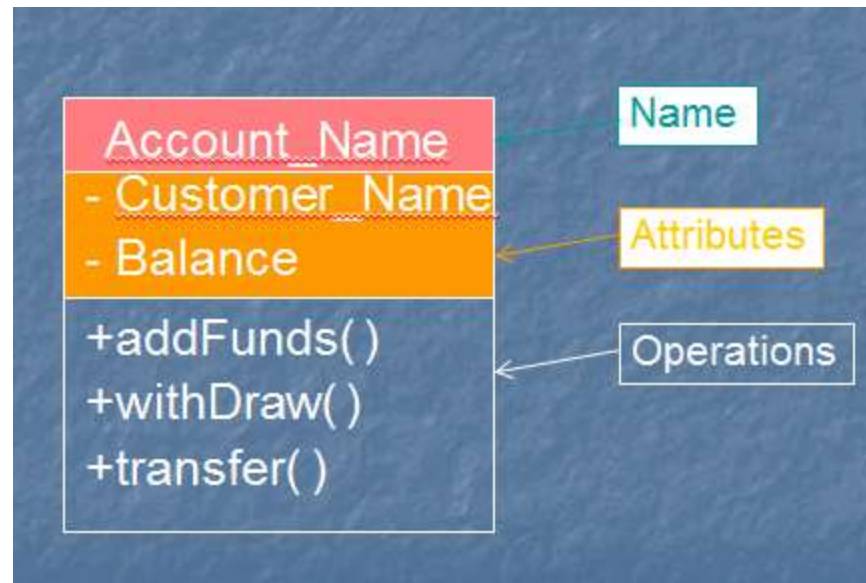 Account_Name
- Customer_Name
- Balance
+addFunds( )
+withDraw( )
+transfer( )
Name
Attributes
Operations